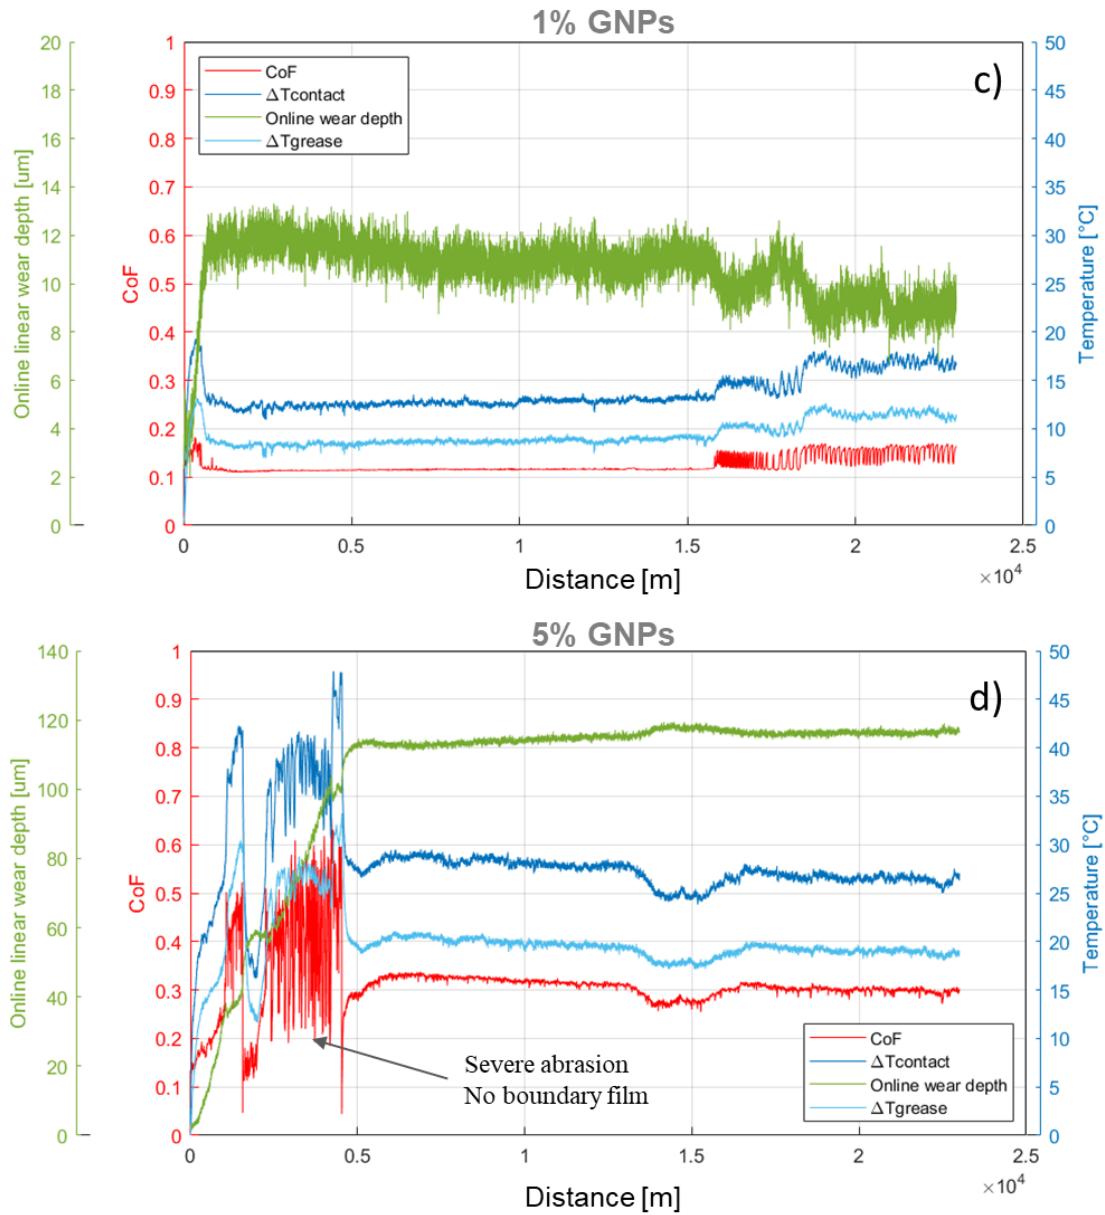 1% GNPs
c)
CoF
ΔTcontact
Online wear depth
ΔTgrease
Online linear wear depth [um]
20
18
16
14
12
10
8
6
4
2
0
CoF
1
0.9
0.8
0.7
0.6
0.5
0.4
0.3
0.2
0.1
0
Temperature [°C]
50
45
40
35
30
25
20
15
10
5
0
0 0.5 1 1.5 2 2.5
×10⁴
Distance [m]
5% GNPs
d)
Online linear wear depth [um]
140
120
100
80
60
40
20
0
CoF
1
0.9
0.8
0.7
0.6
0.5
0.4
0.3
0.2
0.1
0
Temperature [°C]
50
45
40
35
30
25
20
15
10
5
0
Severe abrasion
No boundary film
CoF
ΔTcontact
Online wear depth
ΔTgrease
0 0.5 1 1.5 2 2.5
×10⁴
Distance [m]